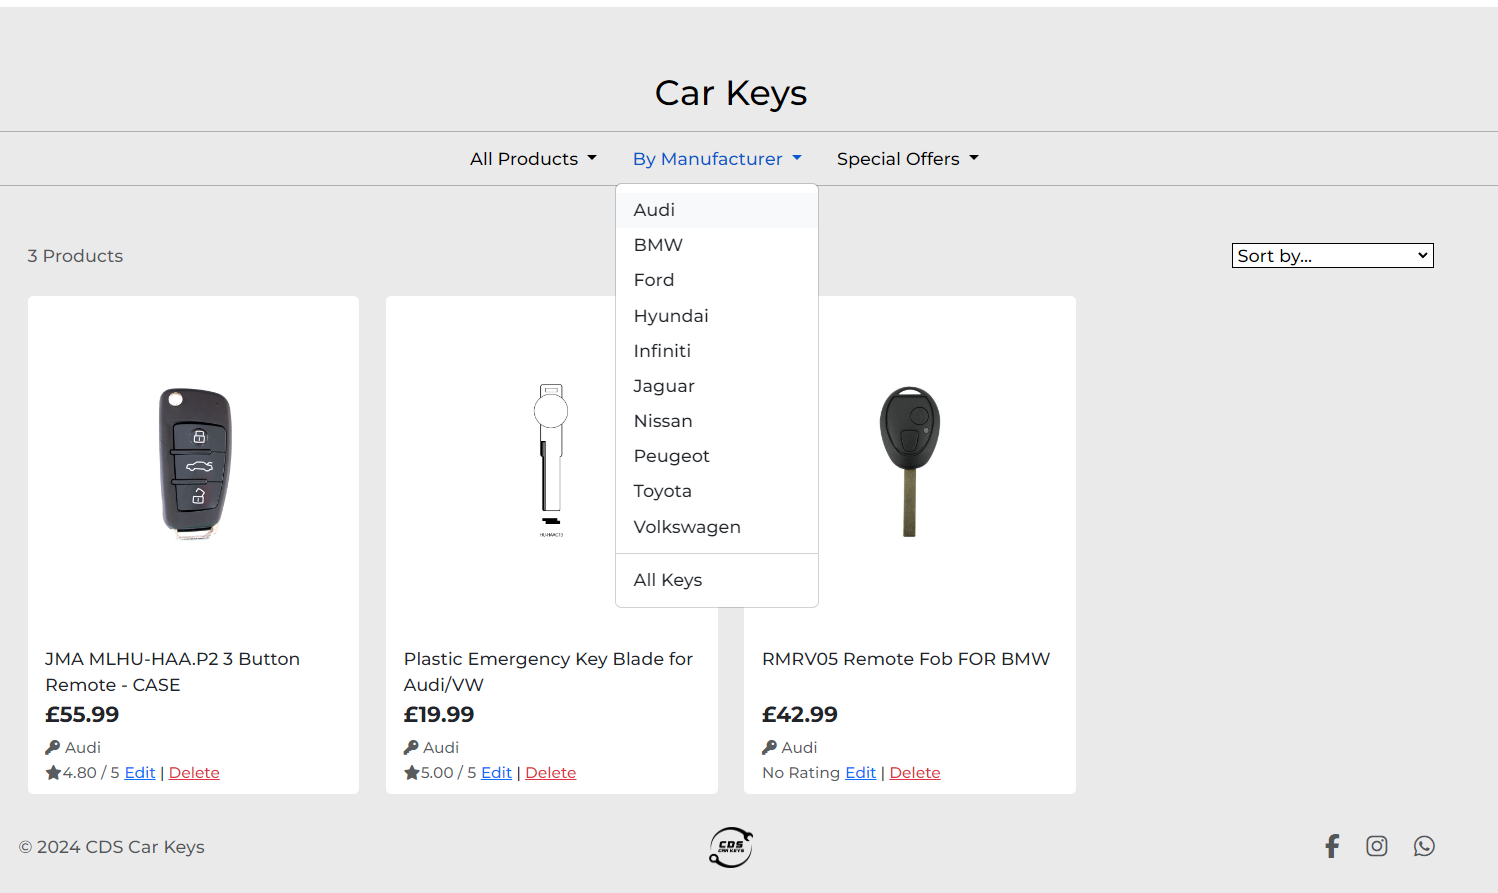 Car Keys
All Products
By Manufacturer
Special Offers
Audi
BMW
Ford
Hyundai
Infiniti
Jaguar
Nissan
Peugeot
Toyota
Volkswagen
All Keys
3 Products
Sort by...
JMA MLHU-HAA.P2 3 Button
Remote - CASE
£55.99
Audi
4.80 / 5 Edit | Delete
Plastic Emergency Key Blade for
Audi/VW
£19.99
Audi
5.00 / 5 Edit | Delete
RMRV05 Remote Fob FOR BMW
£42.99
Audi
No Rating Edit | Delete
© 2024 CDS Car Keys
CDS
CAR KEYS